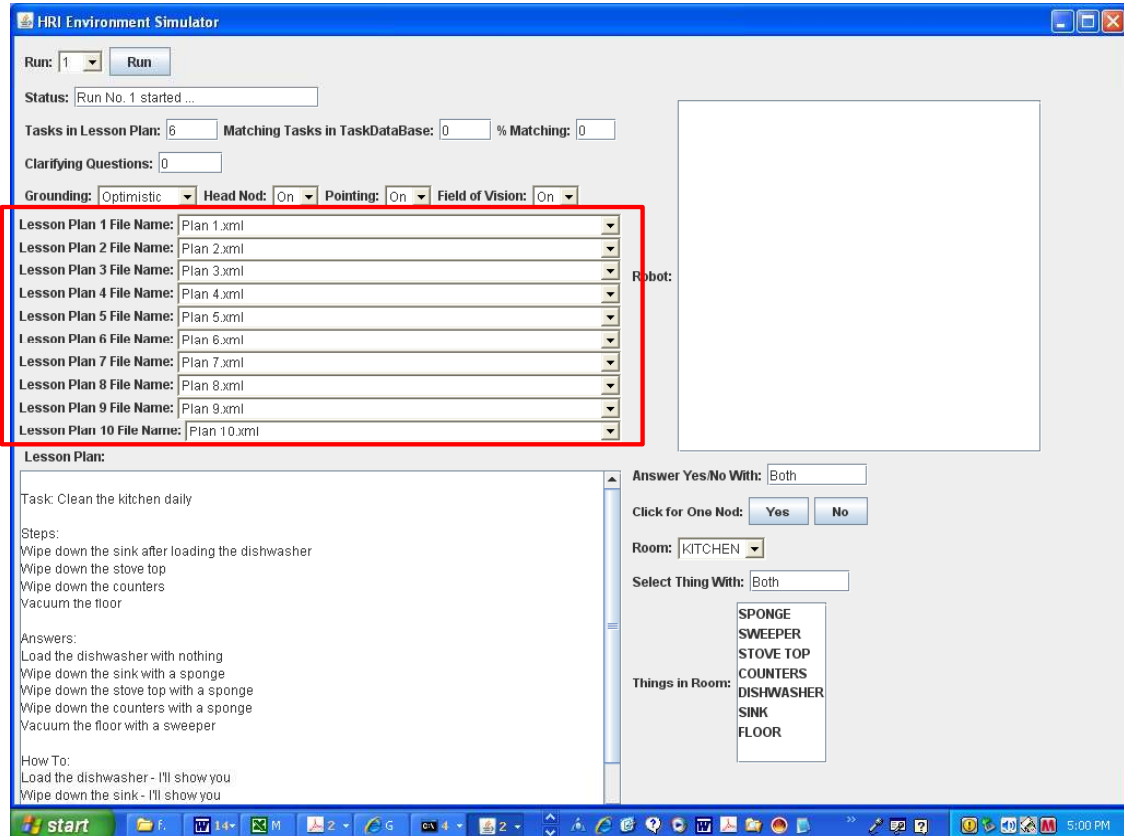 HRI Environment Simulator
Run: 1 Run
Status: Run No. 1 started ...
Tasks in Lesson Plan: 6 Matching Tasks in TaskDataBase: 0 % Matching: 0
Clarifying Questions: 0
Grounding: Optimistic Head Nod: On Pointing: On Field of Vision: On
Lesson Plan 1 File Name: Plan 1.xml
Lesson Plan 2 File Name: Plan 2.xml
Lesson Plan 3 File Name: Plan 3.xml
Lesson Plan 4 File Name: Plan 4.xml
Lesson Plan 5 File Name: Plan 5.xml
Lesson Plan 6 File Name: Plan 6.xml
Lesson Plan 7 File Name: Plan 7.xml
Lesson Plan 8 File Name: Plan 8.xml
Lesson Plan 9 File Name: Plan 9.xml
Lesson Plan 10 File Name: Plan 10.xml
Lesson Plan:
Task: Clean the kitchen daily
Steps:
Wipe down the sink after loading the dishwasher
Wipe down the stove top
Wipe down the counters
Vacuum the floor
Answers:
Load the dishwasher with nothing
Wipe down the sink with a sponge
Wipe down the stove top with a sponge
Wipe down the counters with a sponge
Vacuum the floor with a sweeper
How To:
Load the dishwasher - I'll show you
Wipe down the sink - I'll show you
Robot:
Answer Yes/No With: Both
Click for One Nod: Yes No
Room: KITCHEN
Select Thing With: Both
Things in Room:
SPONGE
SWEEPER
STOVE TOP
COUNTERS
DISHWASHER
SINK
FLOOR
start f. 14 M 2 G 4 2 5:00 PM